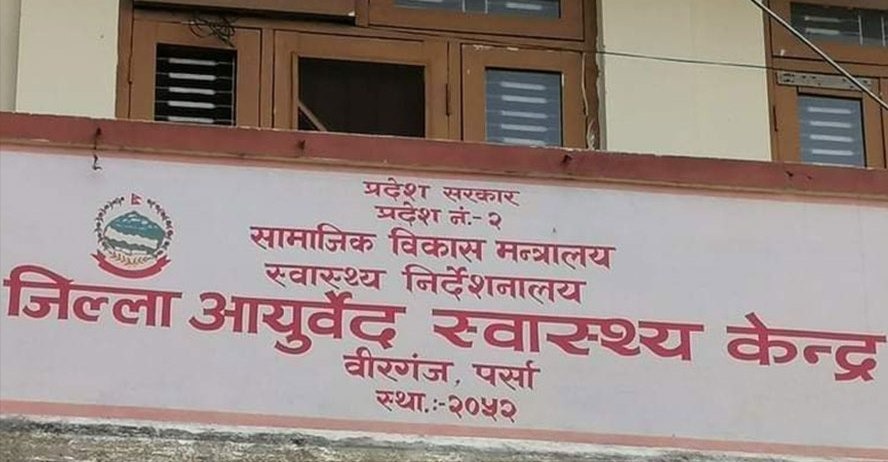 प्रदेश सरकार
प्रदेश नं.- २
सामाजिक विकास मन्त्रालय
स्वास्थ्य निर्देशनालय
जिल्ला आयुर्वेद स्वास्थ्य केन्द्र
वीरगंज, पर्सा
स्था.:-२०५२